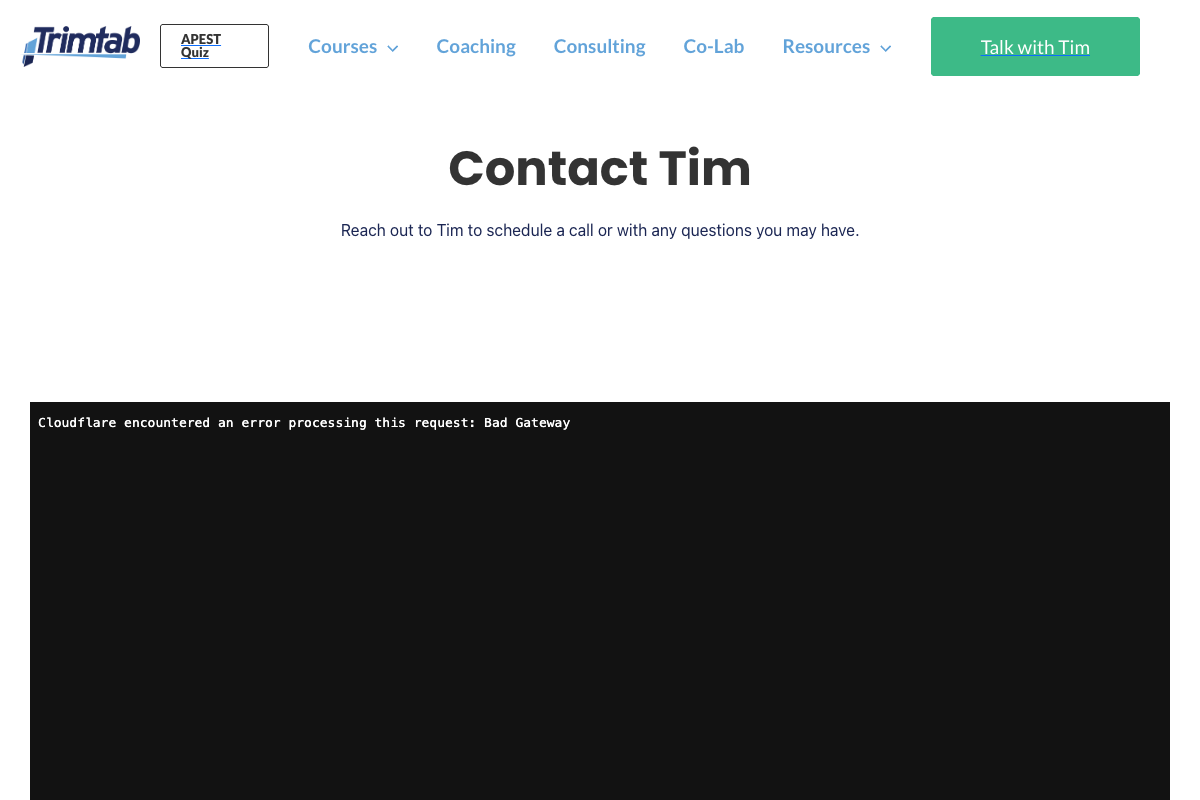 Trimtab
APEST
Quiz
Courses
Coaching
Consulting
Co-Lab
Resources
Talk with Tim
Contact Tim
Reach out to Tim to schedule a call or with any questions you may have.
Cloudflare encountered an error processing this request: Bad Gateway